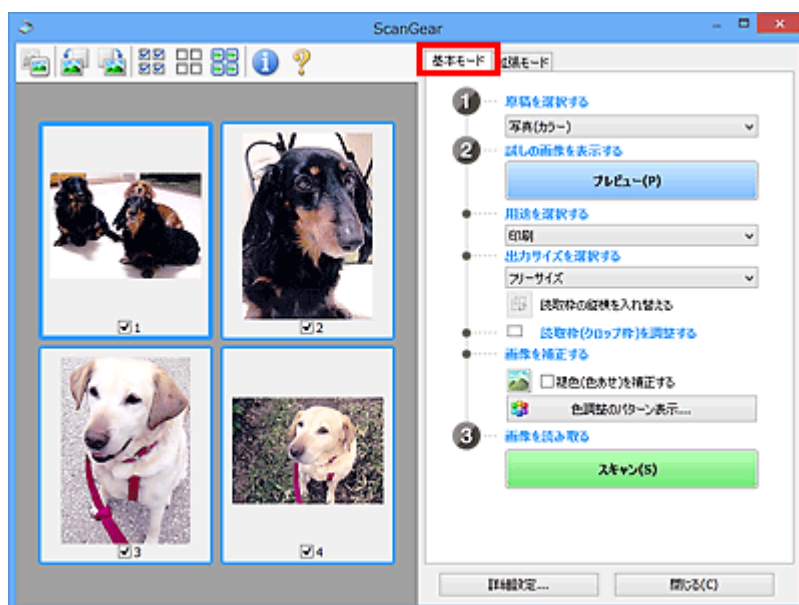 ScanGear
基本モード
拡張モード
1 原稿を選択する
写真(カラー)
2 試しの画像を表示する
プレビュー(P)
用途を選択する
印刷
出力サイズを選択する
フリーサイズ
読取枠の縦横を入れ替える
読取枠(クロップ枠)を調整する
画像を補正する
褪色(色あせ)を補正する
色調整のパターン表示...
3 画像を読み取る
スキャン(S)
1
2
3
4
詳細設定...
閉じる(C)